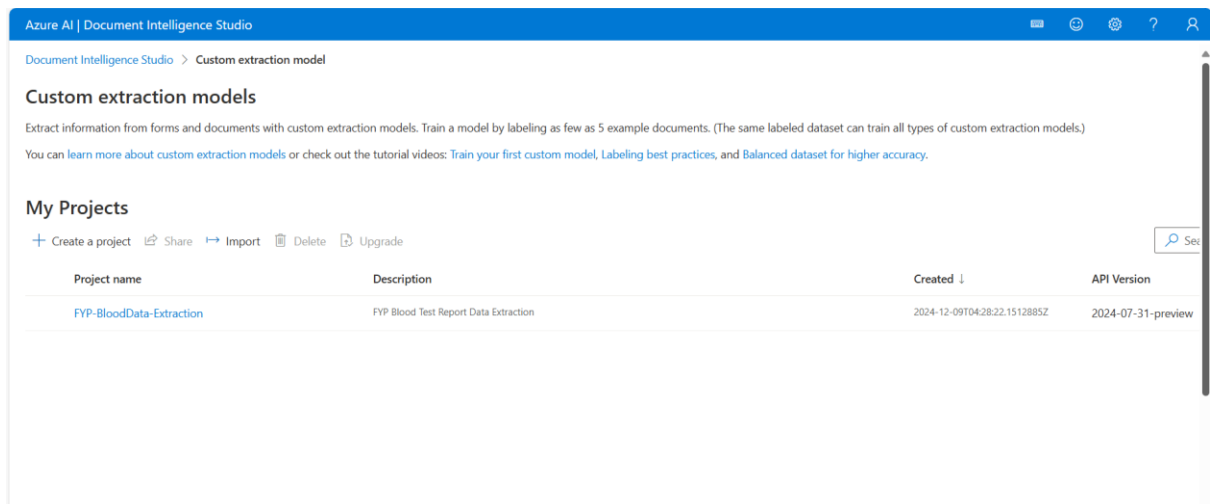 Azure AI | Document Intelligence Studio
Document Intelligence Studio > Custom extraction model
Custom extraction models
Extract information from forms and documents with custom extraction models. Train a model by labeling as few as 5 example documents. (The same labeled dataset can train all types of custom extraction models.)
You can learn more about custom extraction models or check out the tutorial videos: Train your first custom model, Labeling best practices, and Balanced dataset for higher accuracy.
My Projects
Create a project Share Import Delete Upgrade Sea
Project name Description Created ↓ API Version
FYP-BloodData-Extraction FYP Blood Test Report Data Extraction 2024-12-09T04:28:22.1512885Z 2024-07-31-preview